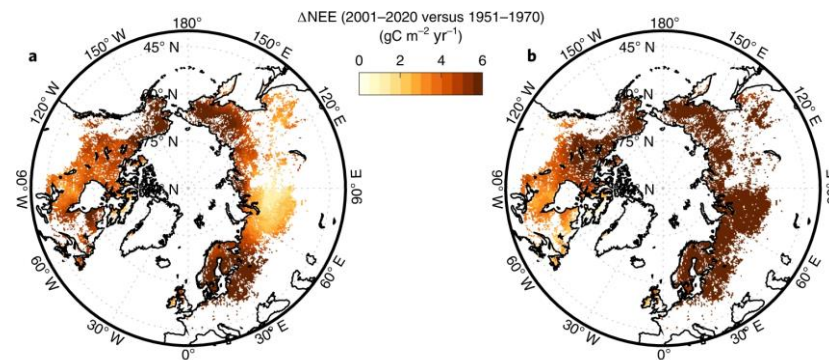 ΔNEE (2001–2020 versus 1951–1970)
(gC m⁻² yr⁻¹)
0 2 4 6
a
180°
150° W
150° E
120° W
120° E
90° W
90° E
60° W
60° E
30° W
30° E
0°
45° N
75° N
b
180°
150° W
150° E
120° W
120° E
90° W
90° E
60° W
60° E
30° W
30° E
0°
45° N
75° N